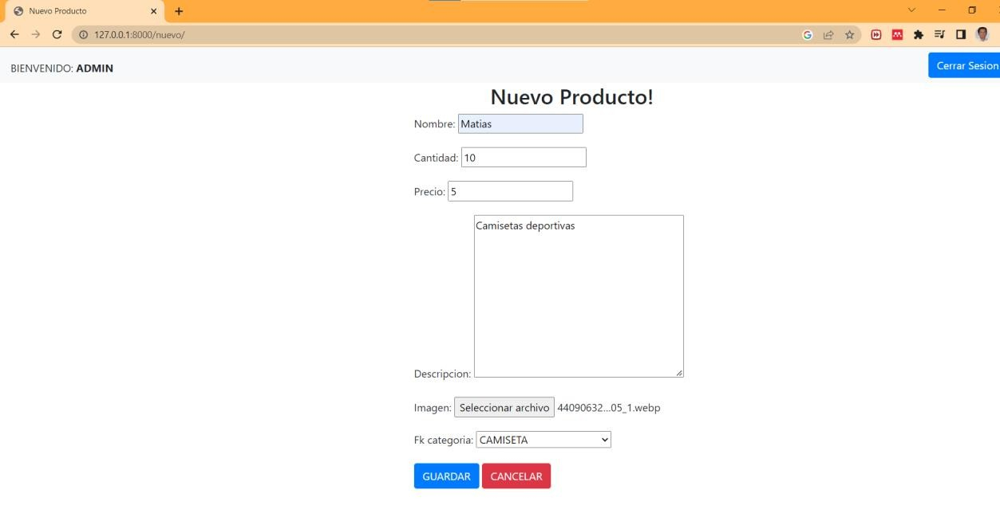 Nuevo Producto
127.0.0.1:8000/nuevo/
BIENVENIDO: ADMIN
Cerrar Sesion
Nuevo Producto!
Nombre: Matias
Cantidad: 10
Precio: 5
Camisetas deportivas
Descripcion:
Imagen: Seleccionar archivo 44090632...05_1.webp
Fk categoria: CAMISETA
GUARDAR CANCELAR